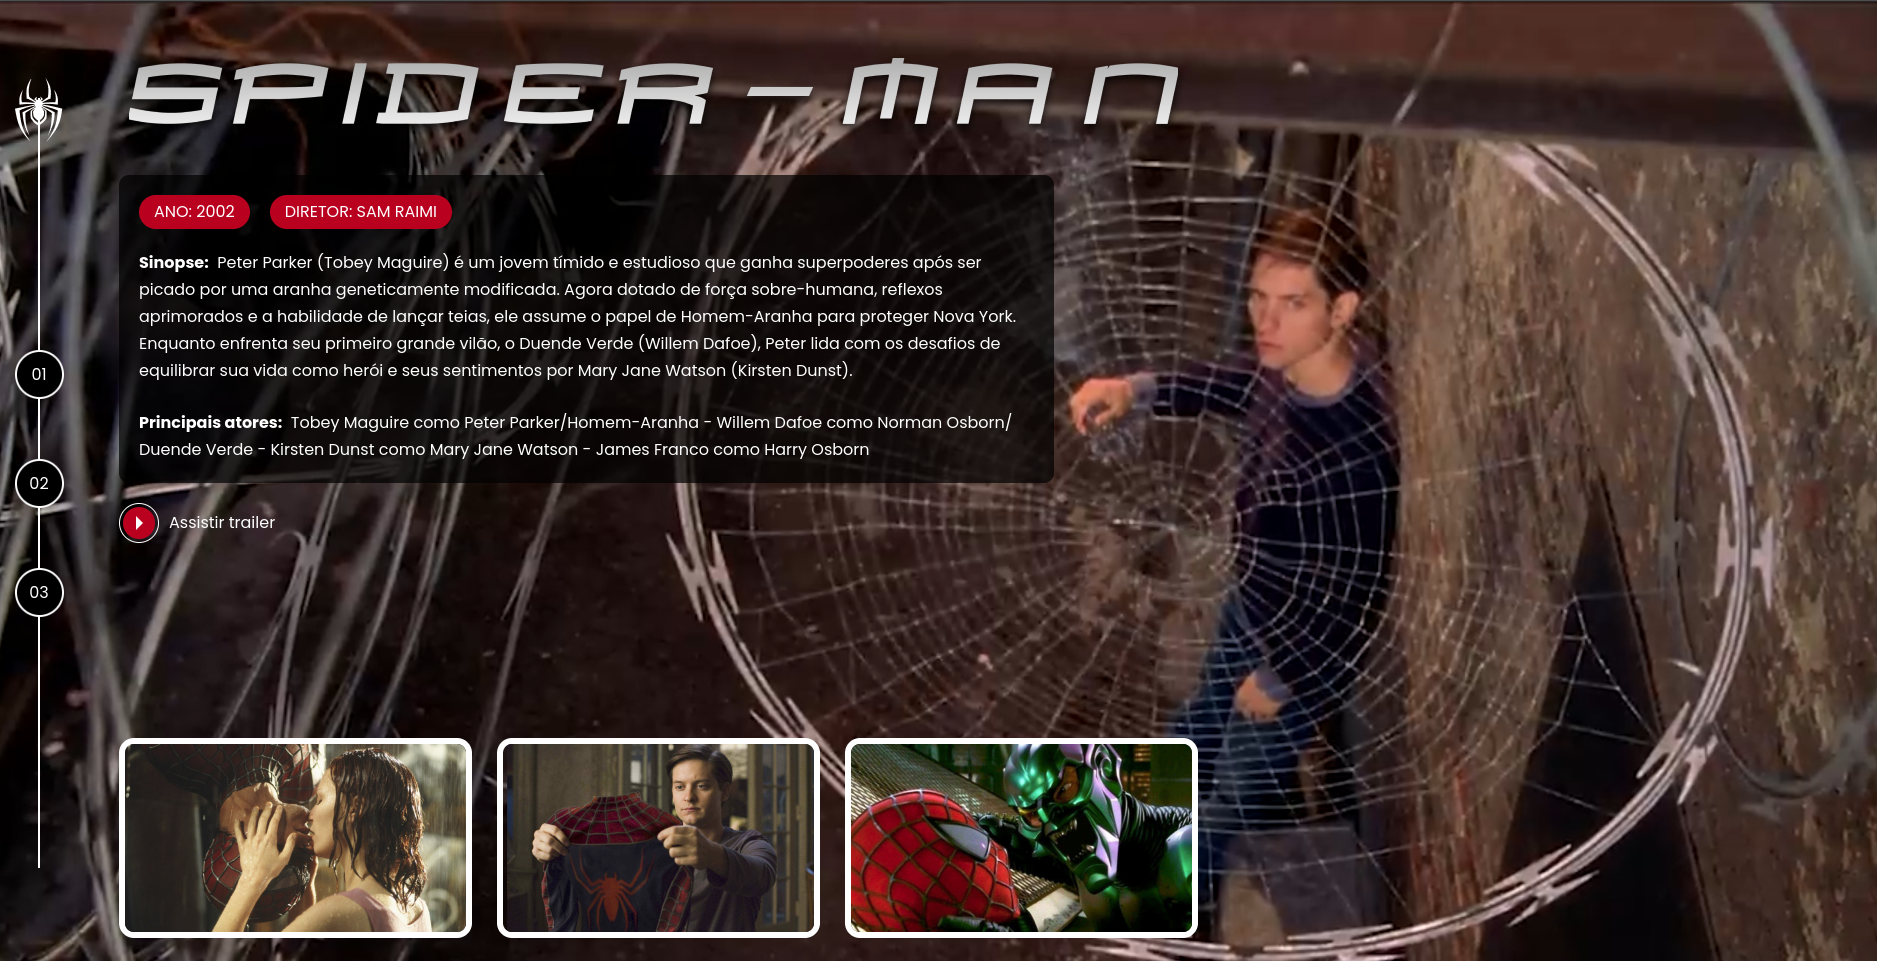 SPIDER-MAN
ANO: 2002 DIRETOR: SAM RAIMI
Sinopse: Peter Parker (Tobey Maguire) é um jovem tímido e estudioso que ganha superpoderes após ser
picado por uma aranha geneticamente modificada. Agora dotado de força sobre-humana, reflexos
aprimorados e a habilidade de lançar teias, ele assume o papel de Homem-Aranha para proteger Nova York.
Enquanto enfrenta seu primeiro grande vilão, o Duende Verde (Willem Dafoe), Peter lida com os desafios de
equilibrar sua vida como herói e seus sentimentos por Mary Jane Watson (Kirsten Dunst).
Principais atores: Tobey Maguire como Peter Parker/Homem-Aranha - Willem Dafoe como Norman Osborn/
Duende Verde - Kirsten Dunst como Mary Jane Watson - James Franco como Harry Osborn
Assistir trailer
01
02
03